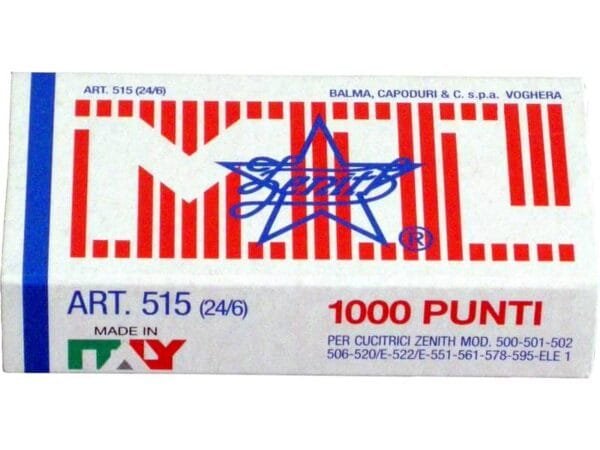 ART. 515 (24/6)
BALMA, CAPODURI & C. s.p.a. VOGHERA
Zenith
®
ART. 515 (24/6)
1000 PUNTI
MADE IN
ITALY
PER CUCITRICI ZENITH MOD. 500-501-502
506-520/E-522/E-551-561-578-595-ELE 1